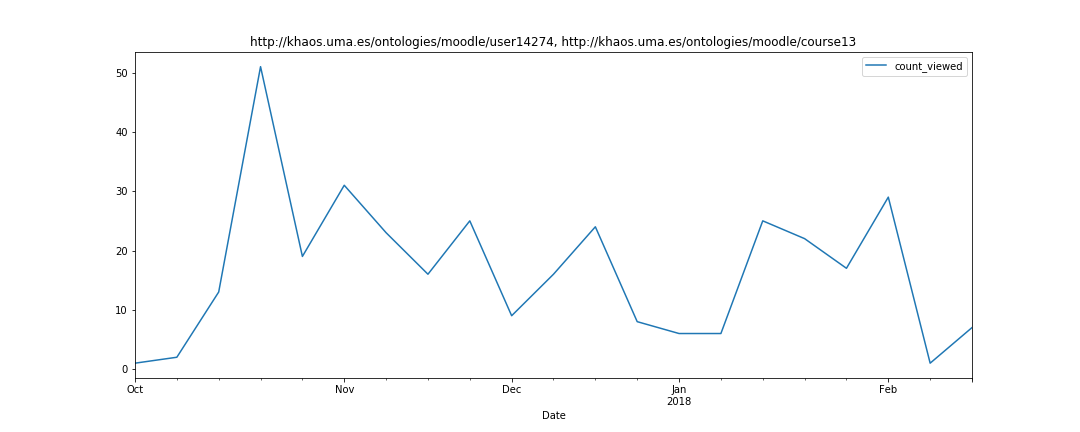 http://khaos.uma.es/ontologies/moodle/user14274, http://khaos.uma.es/ontologies/moodle/course13
count_viewed
50
40
30
20
10
0
Oct Nov Dec Jan Feb
2018
Date